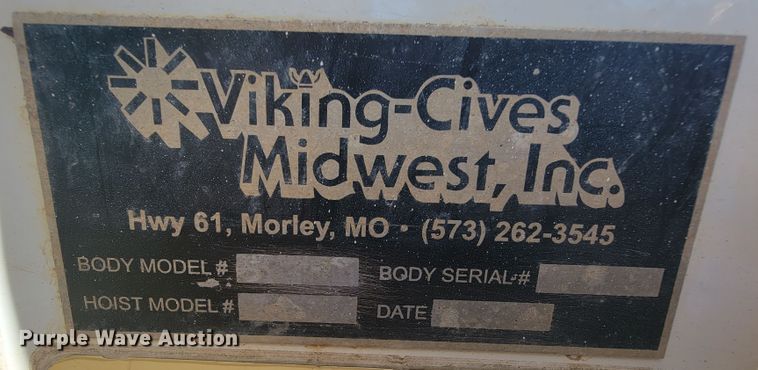 Viking-Cives
Midwest, Inc.
Hwy 61, Morley, MO • (573) 262-3545
BODY MODEL # BODY SERIAL #
HOIST MODEL # DATE
Purple Wave Auction